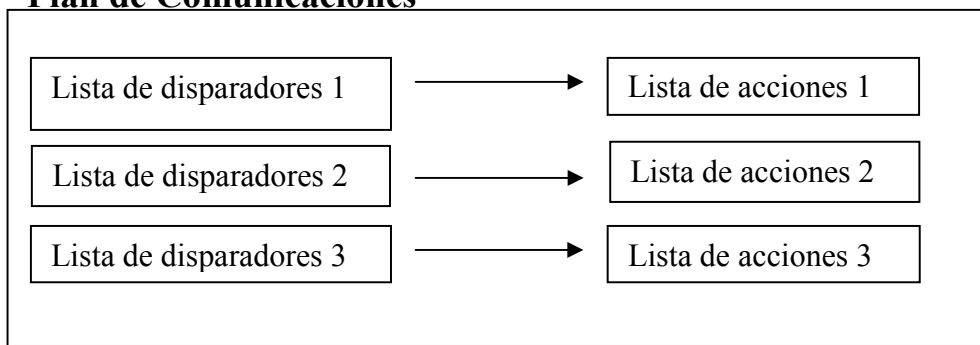 Plan de Comunicaciones
Lista de disparadores 1
Lista de acciones 1
Lista de disparadores 2
Lista de acciones 2
Lista de disparadores 3
Lista de acciones 3